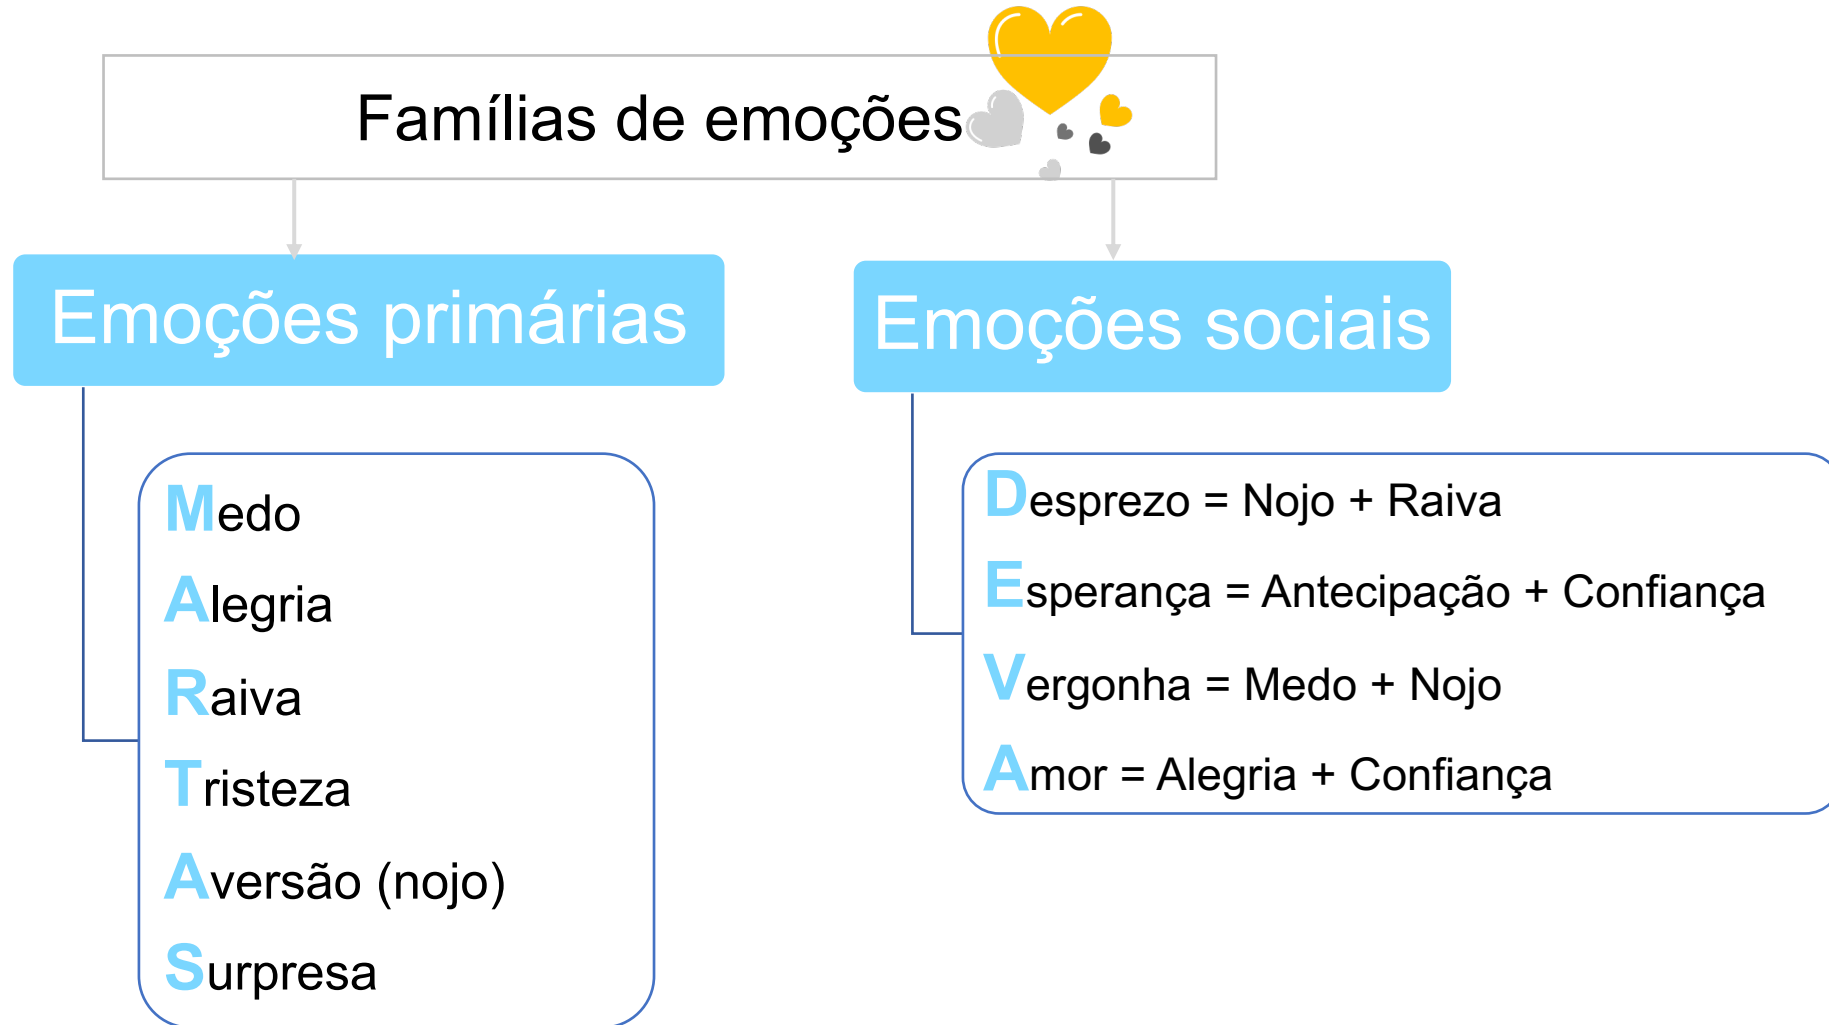 Famílias de emoções
Emoções primárias
Medo
Alegria
Raiva
Tristeza
Aversão (nojo)
Surpresa
Emoções sociais
Desprezo = Nojo + Raiva
Esperança = Antecipação + Confiança
Vergonha = Medo + Nojo
Amor = Alegria + Confiança